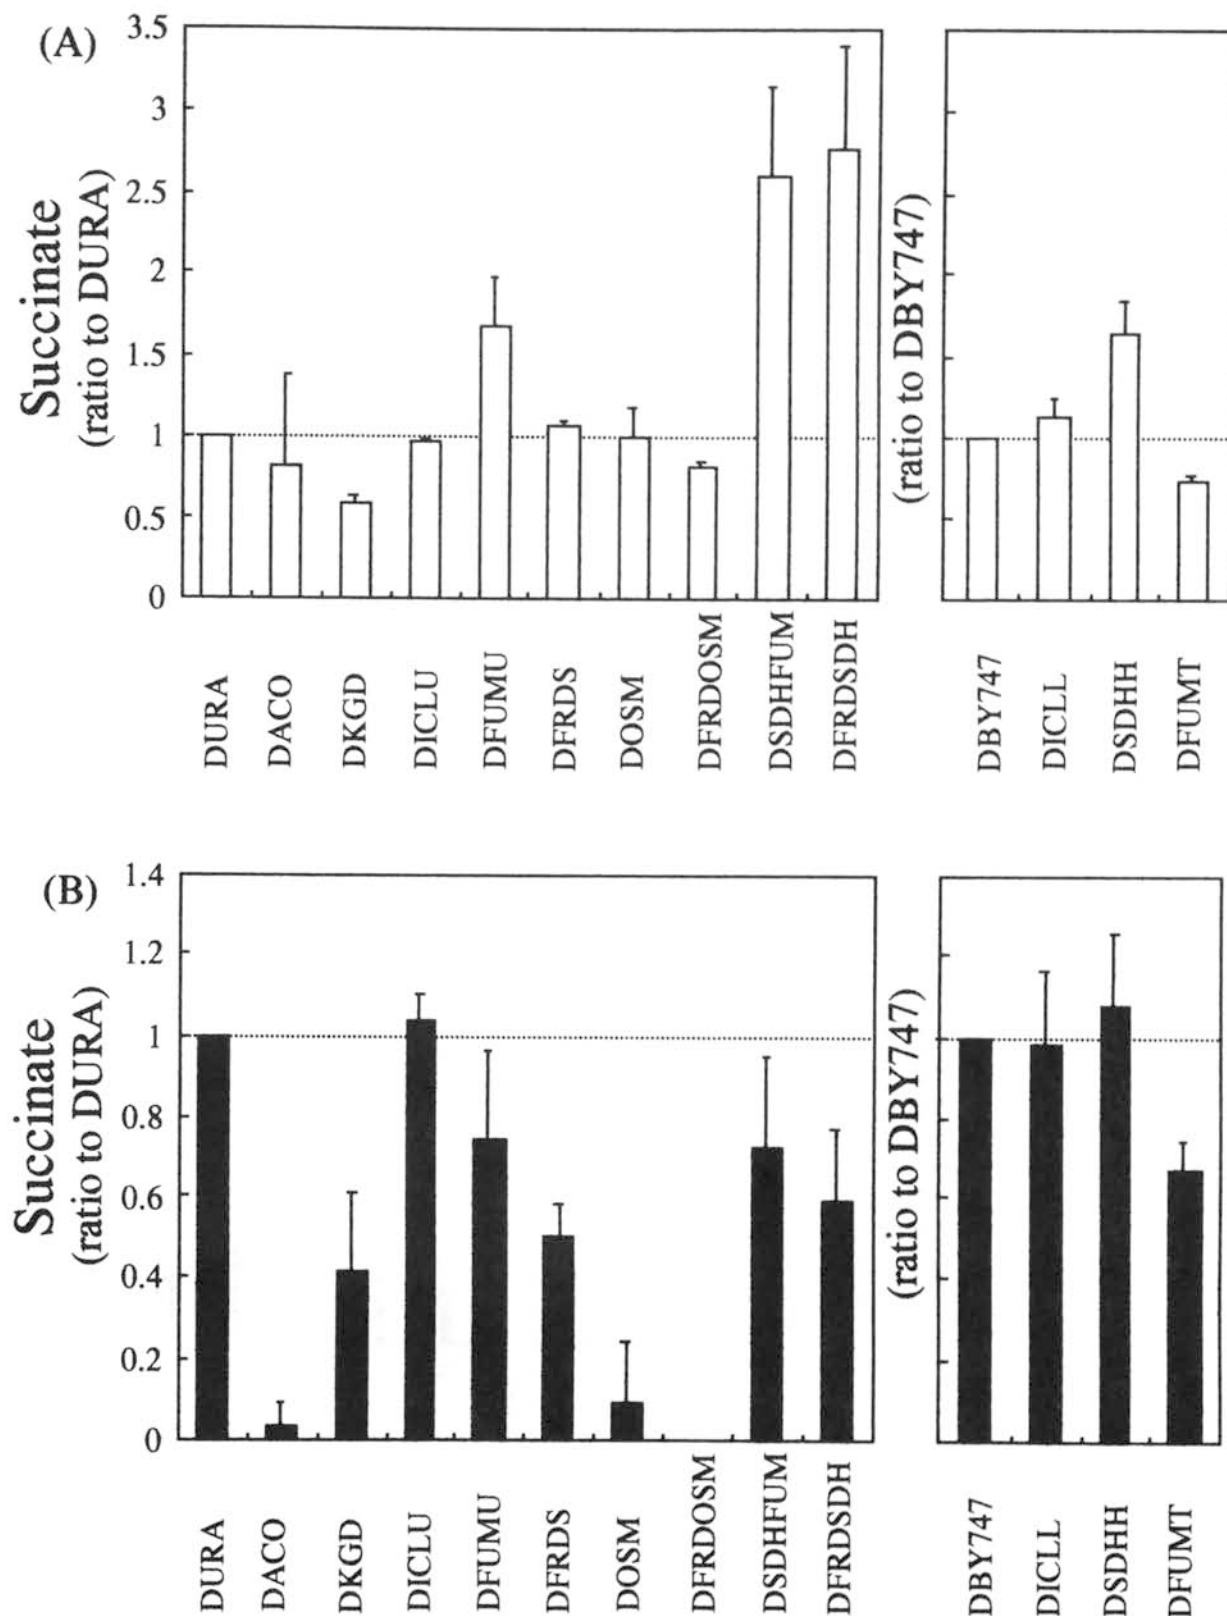 (A)
3.5
3
2.5
2
1.5
1
0.5
0
Succinate
(ratio to DURA)
(ratio to DBY747)
DURA
DACO
DKGD
DICLU
DFUMU
DFRDS
DOSM
DFRDOSM
DSDHFUM
DFRDSDH
DBY747
DICLL
DSDHH
DFUMT
(B)
1.4
1.2
1
0.8
0.6
0.4
0.2
0
Succinate
(ratio to DURA)
(ratio to DBY747)
DURA
DACO
DKGD
DICLU
DFUMU
DFRDS
DOSM
DFRDOSM
DSDHFUM
DFRDSDH
DBY747
DICLL
DSDHH
DFUMT